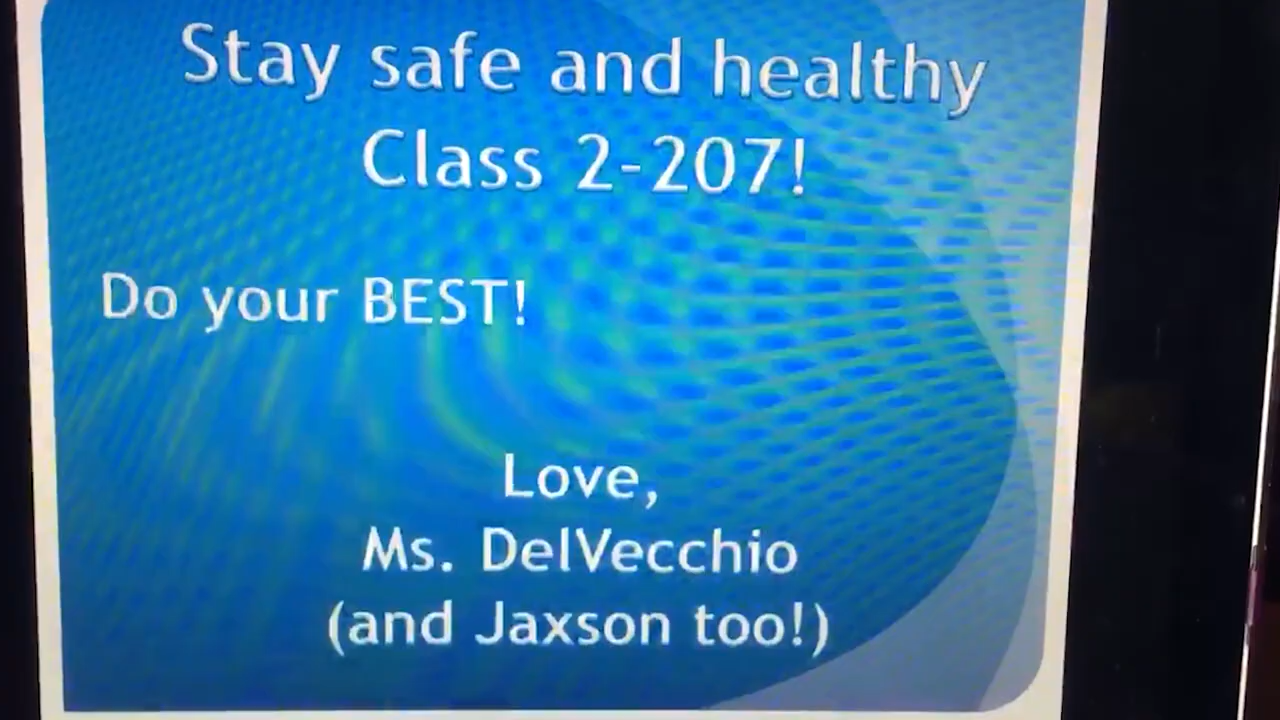 Stay safe and healthy
Class 2-207!
Do your BEST!
Love,
Ms. DelVecchio
(and Jaxson too!)